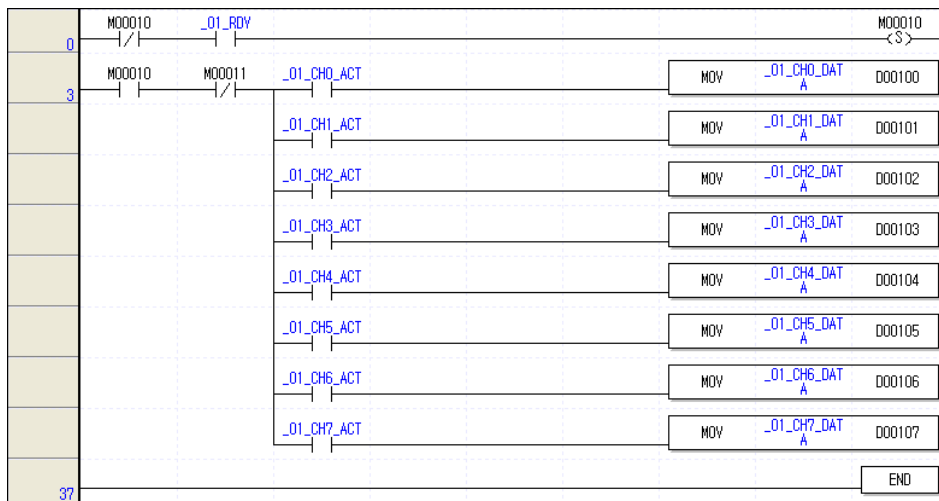 M00010 _01_RDY M00010
0 <S>
M00010 M00011 _01_CH0_ACT MOV _01_CH0_DAT D00100
3 A
_01_CH1_ACT MOV _01_CH1_DAT D00101
A
_01_CH2_ACT MOV _01_CH2_DAT D00102
A
_01_CH3_ACT MOV _01_CH3_DAT D00103
A
_01_CH4_ACT MOV _01_CH4_DAT D00104
A
_01_CH5_ACT MOV _01_CH5_DAT D00105
A
_01_CH6_ACT MOV _01_CH6_DAT D00106
A
_01_CH7_ACT MOV _01_CH7_DAT D00107
A
END
37